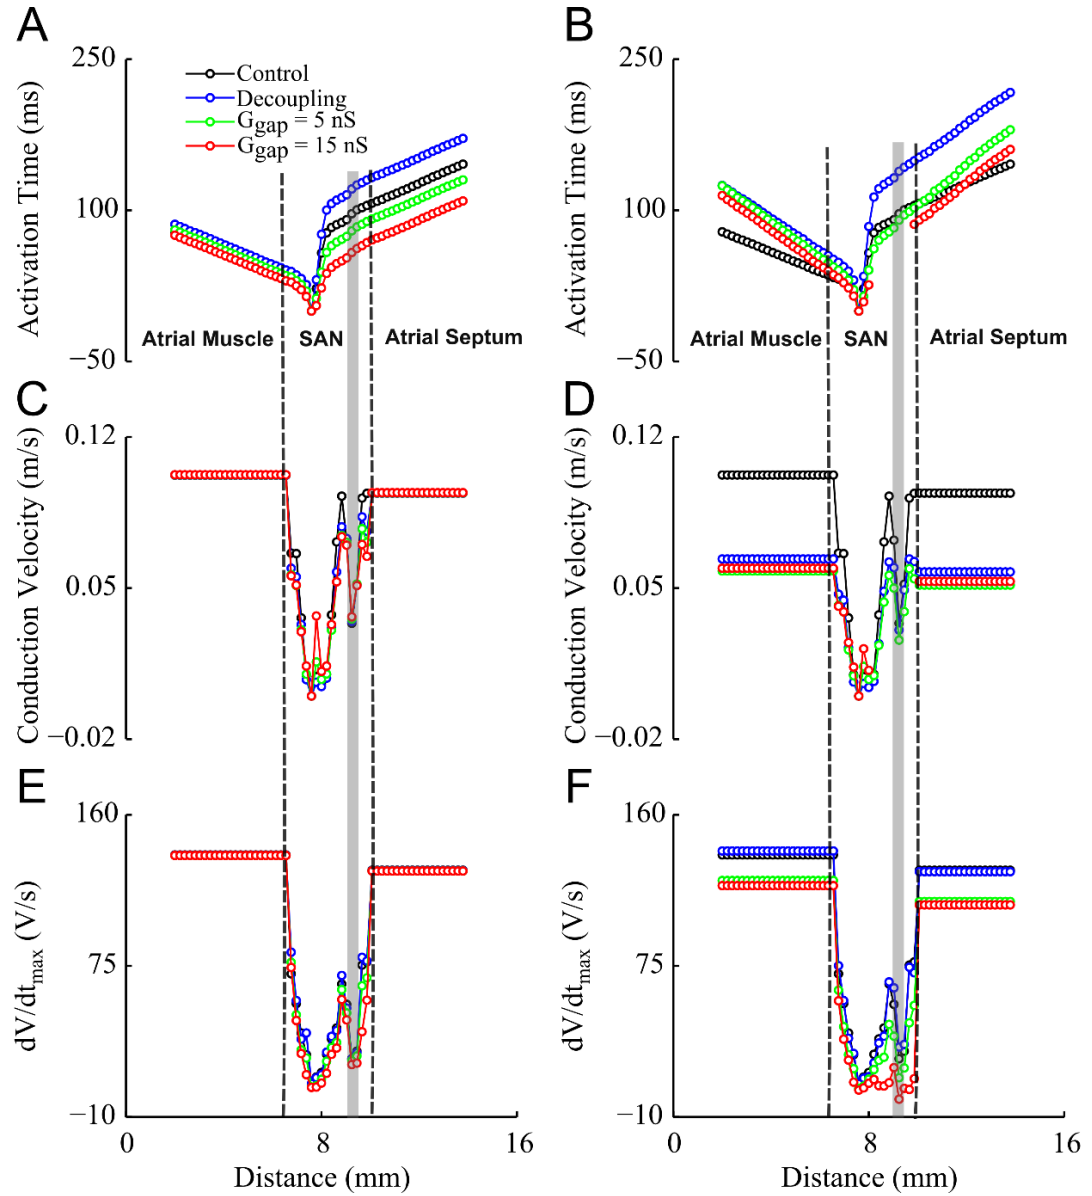 A
B
250
100
−50
Activation Time (ms)
Control
Decoupling
Ggap = 5 nS
Ggap = 15 nS
Atrial Muscle
SAN
Atrial Septum
250
100
−50
Activation Time (ms)
Atrial Muscle
SAN
Atrial Septum
C
D
0.12
0.05
−0.02
Conduction Velocity (m/s)
0.12
0.05
−0.02
Conduction Velocity (m/s)
E
F
160
75
−10
dV/dtmax (V/s)
0
8
16
Distance (mm)
160
75
−10
dV/dtmax (V/s)
0
8
16
Distance (mm)